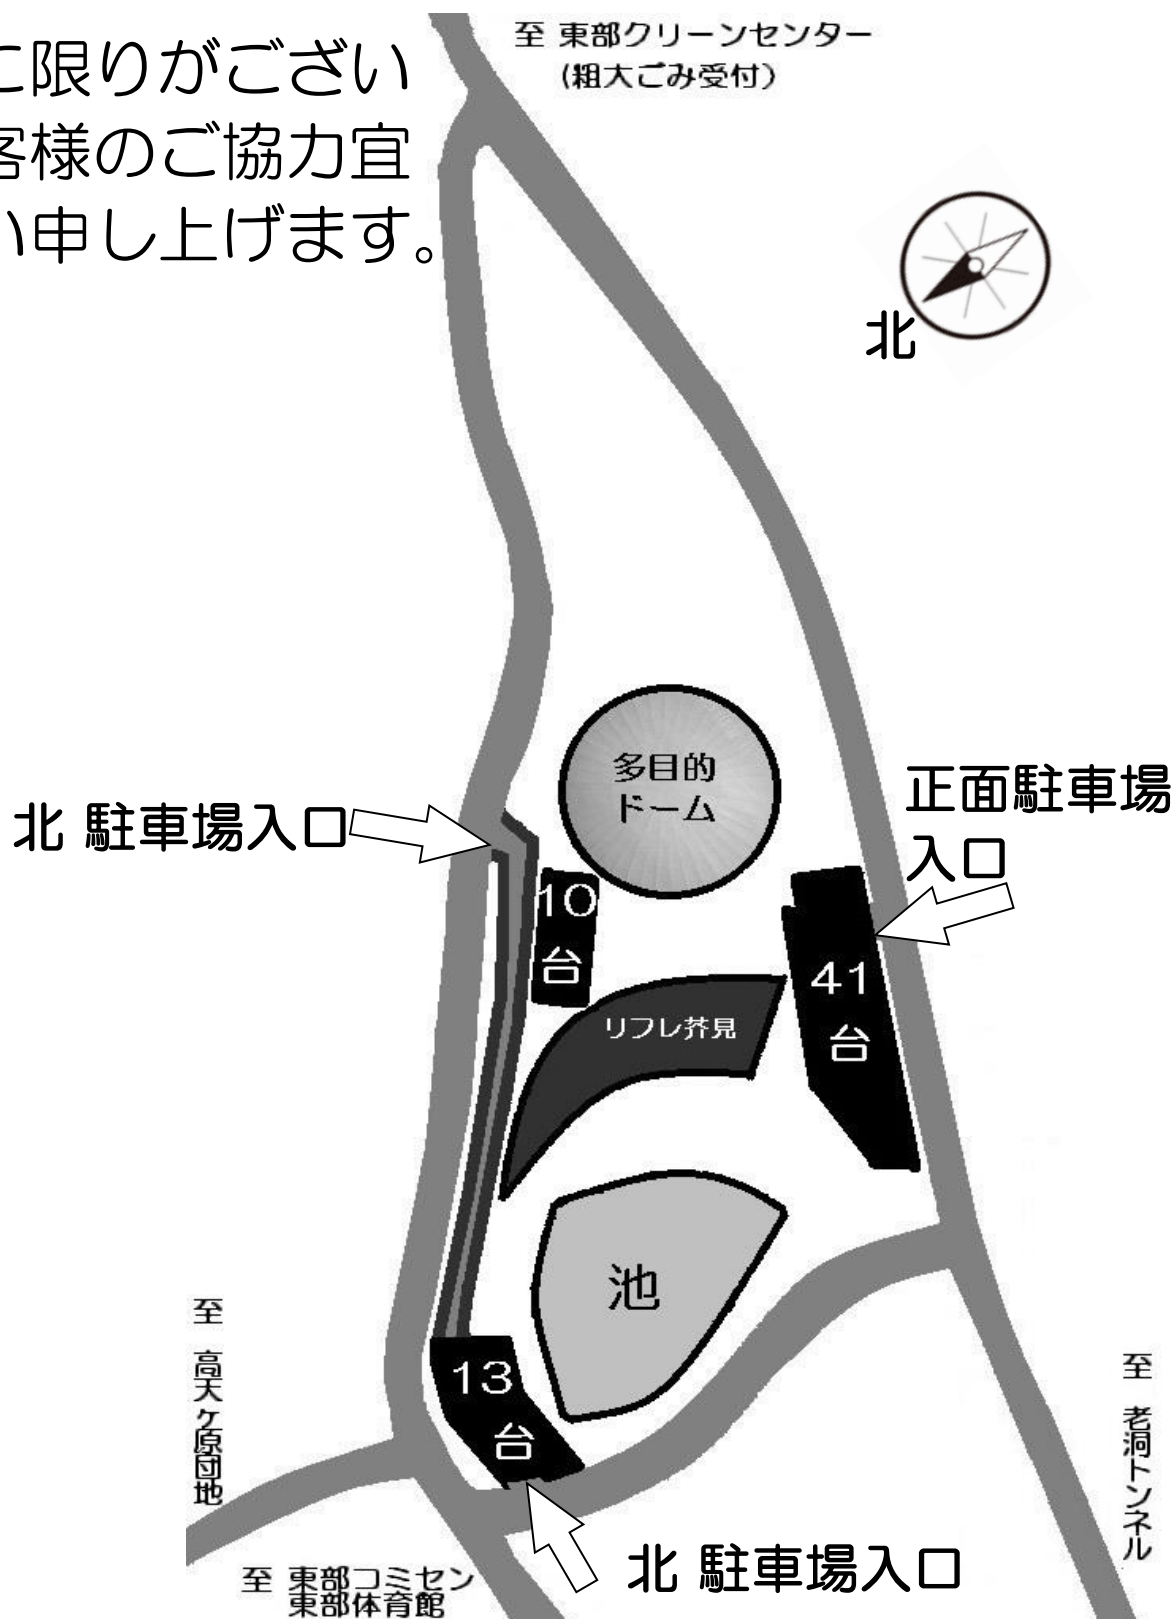 に限りがござい
客様のご協力宜
い申し上げます。
至 東部クリーンセンター
(粗大ごみ受付)
北
多目的
ドーム
正面駐車場
入口
北 駐車場入口
10
台
41
台
リフレ芥見
池
13
台
至 高天ケ原団地
至 老洞トンネル
北 駐車場入口
至 東部コミセン
東部体育館